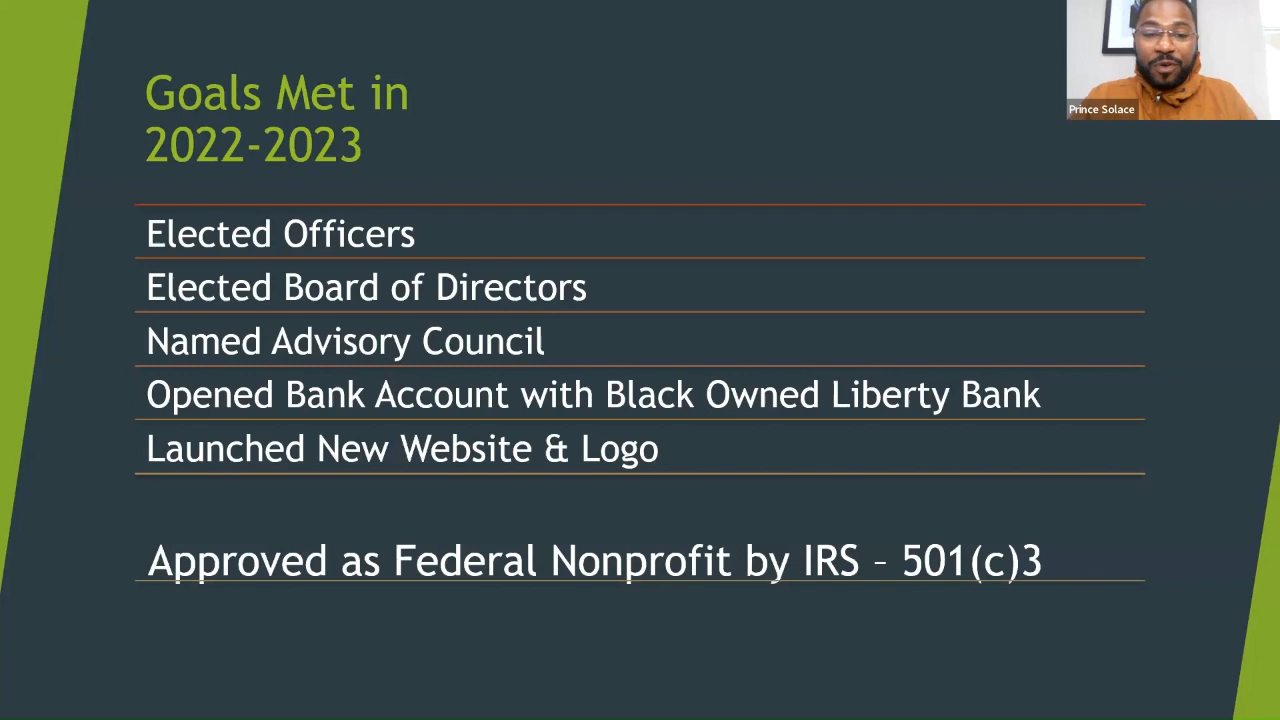 Goals Met in
2022-2023
Prince Solace
Elected Officers
Elected Board of Directors
Named Advisory Council
Opened Bank Account with Black Owned Liberty Bank
Launched New Website & Logo
Approved as Federal Nonprofit by IRS – 501(c)3